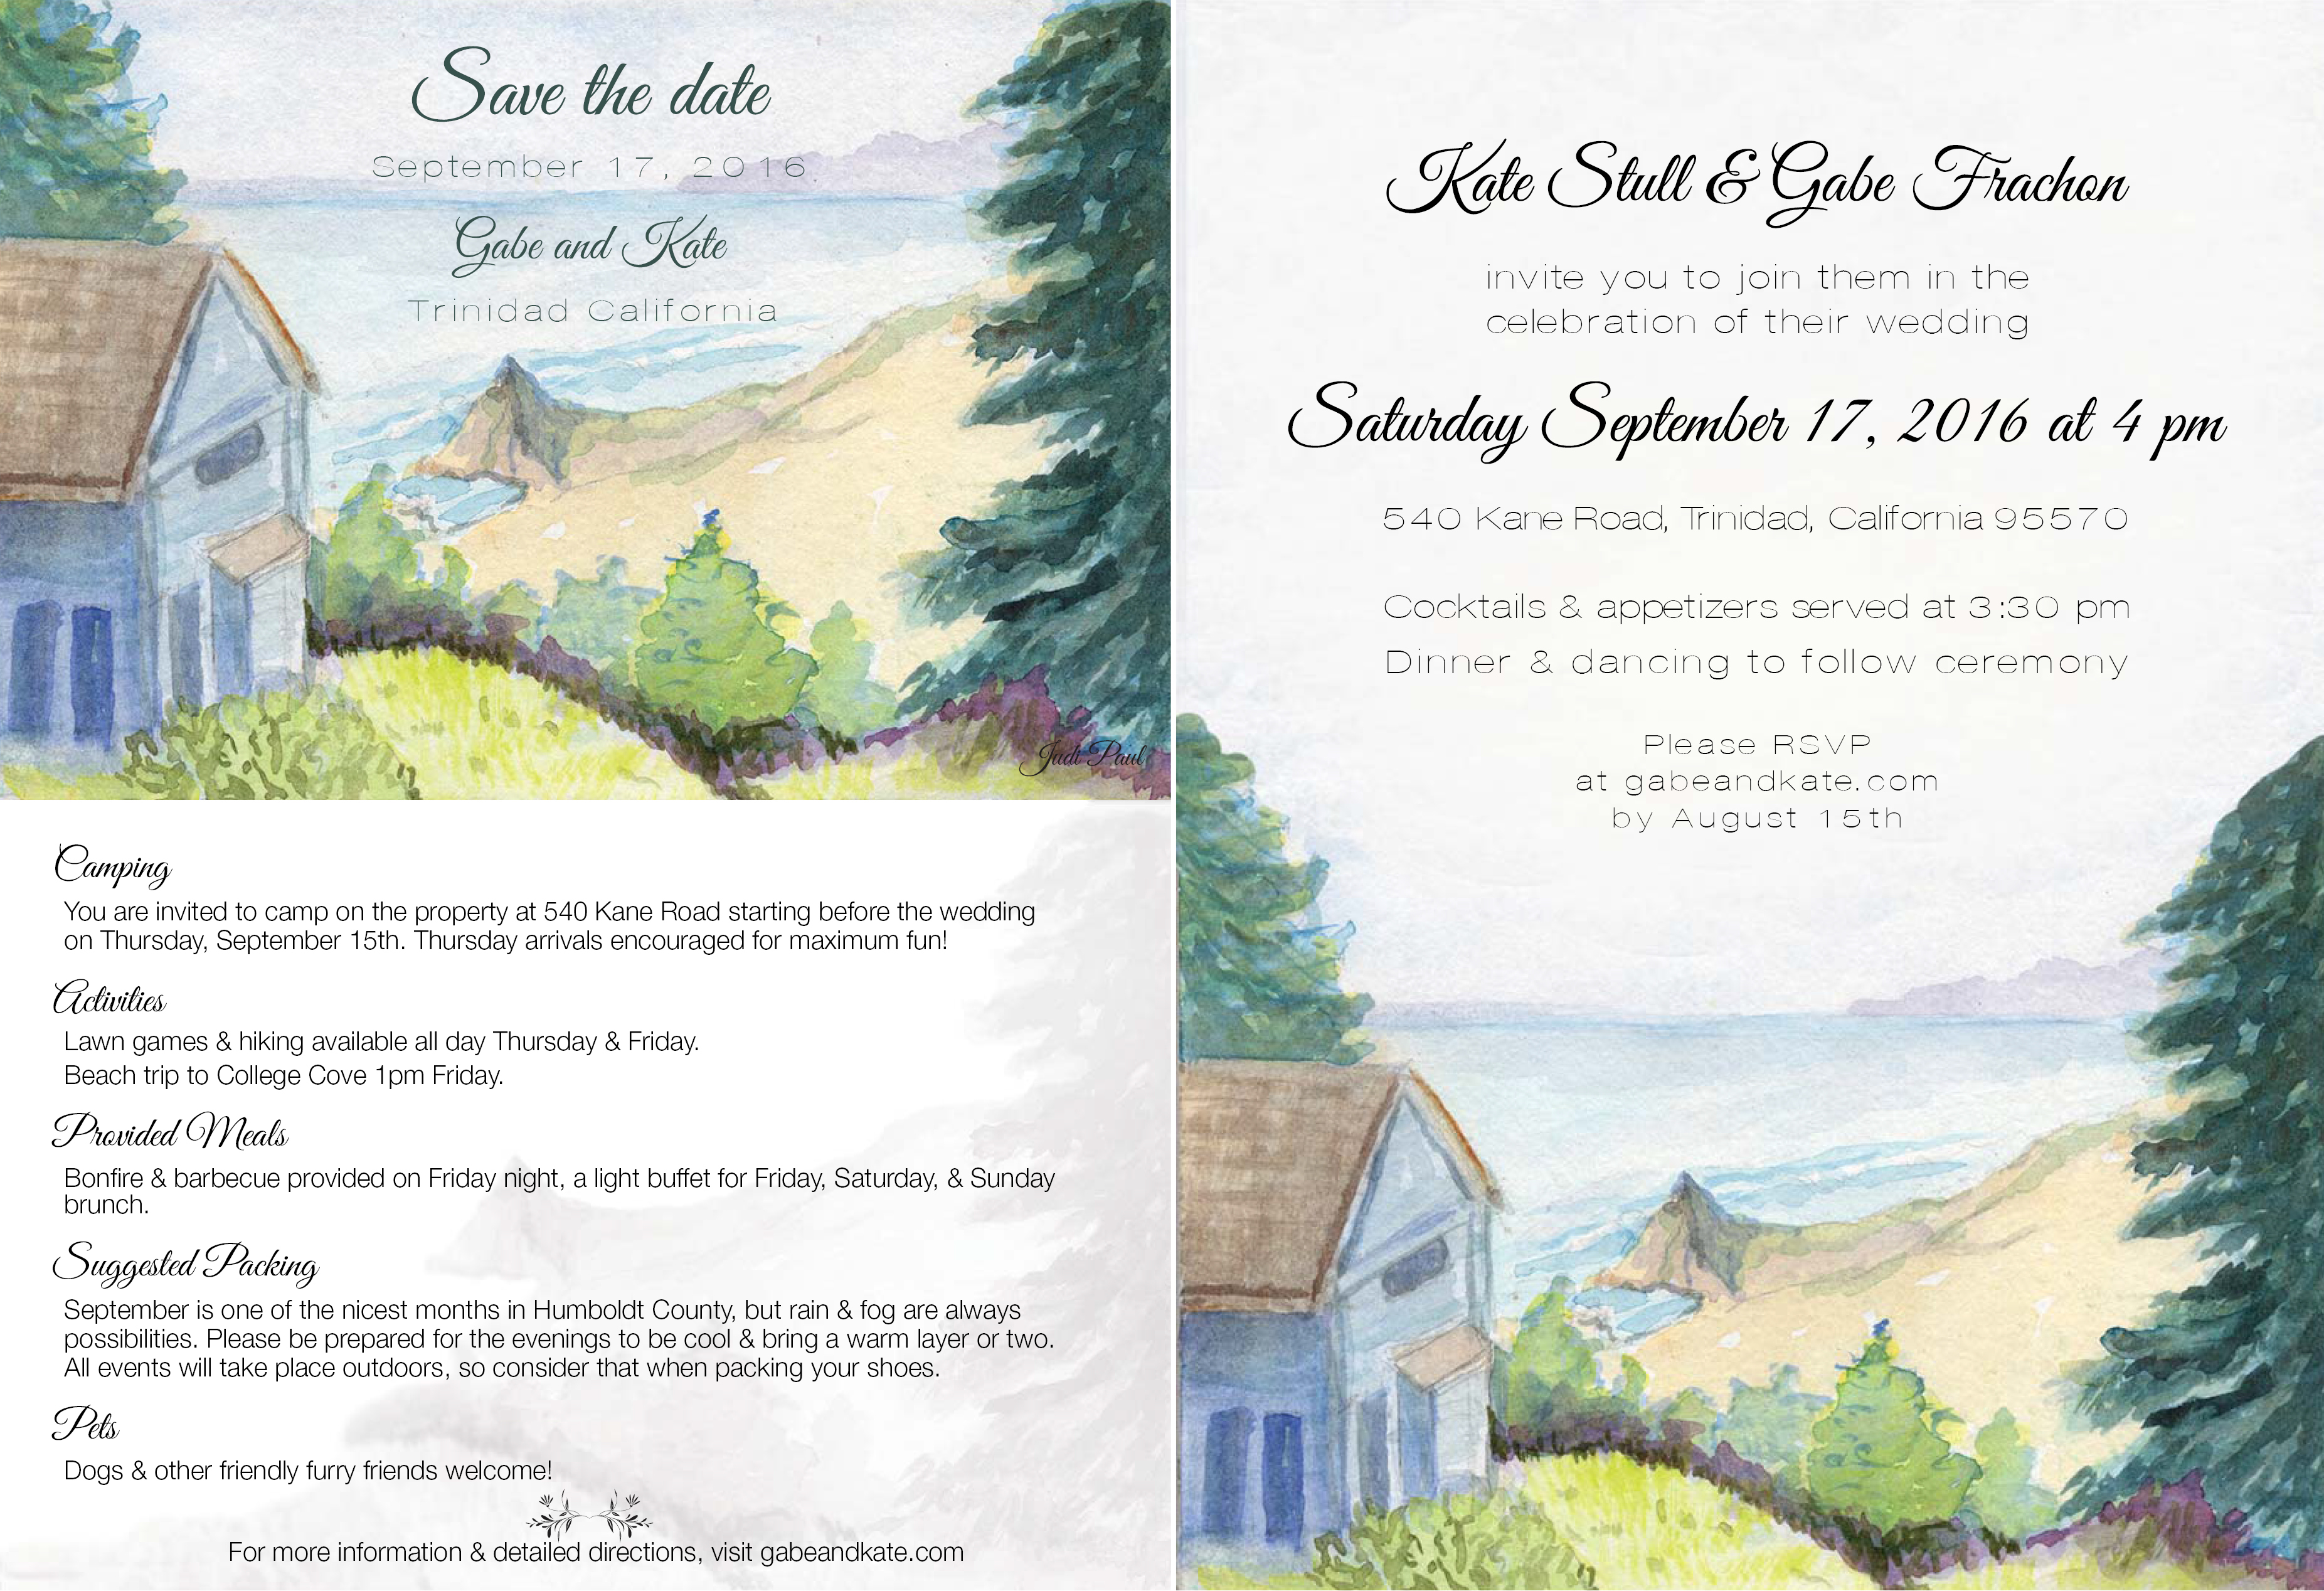 Save the date
September 17, 2016
Gabe and Kate
Trinidad California
Judi Paul
Camping
You are invited to camp on the property at 540 Kane Road starting before the wedding
on Thursday, September 15th. Thursday arrivals encouraged for maximum fun!
Activities
Lawn games & hiking available all day Thursday & Friday.
Beach trip to College Cove 1pm Friday.
Provided Meals
Bonfire & barbecue provided on Friday night, a light buffet for Friday, Saturday, & Sunday
brunch.
Suggested Packing
September is one of the nicest months in Humboldt County, but rain & fog are always
possibilities. Please be prepared for the evenings to be cool & bring a warm layer or two.
All events will take place outdoors, so consider that when packing your shoes.
Pets
Dogs & other friendly furry friends welcome!
For more information & detailed directions, visit gabeandkate.com
Kate Stull & Gabe Frachon
invite you to join them in the
celebration of their wedding
Saturday September 17, 2016 at 4 pm
540 Kane Road, Trinidad, California 95570
Cocktails & appetizers served at 3:30 pm
Dinner & dancing to follow ceremony
Please RSVP
at gabeandkate.com
by August 15th